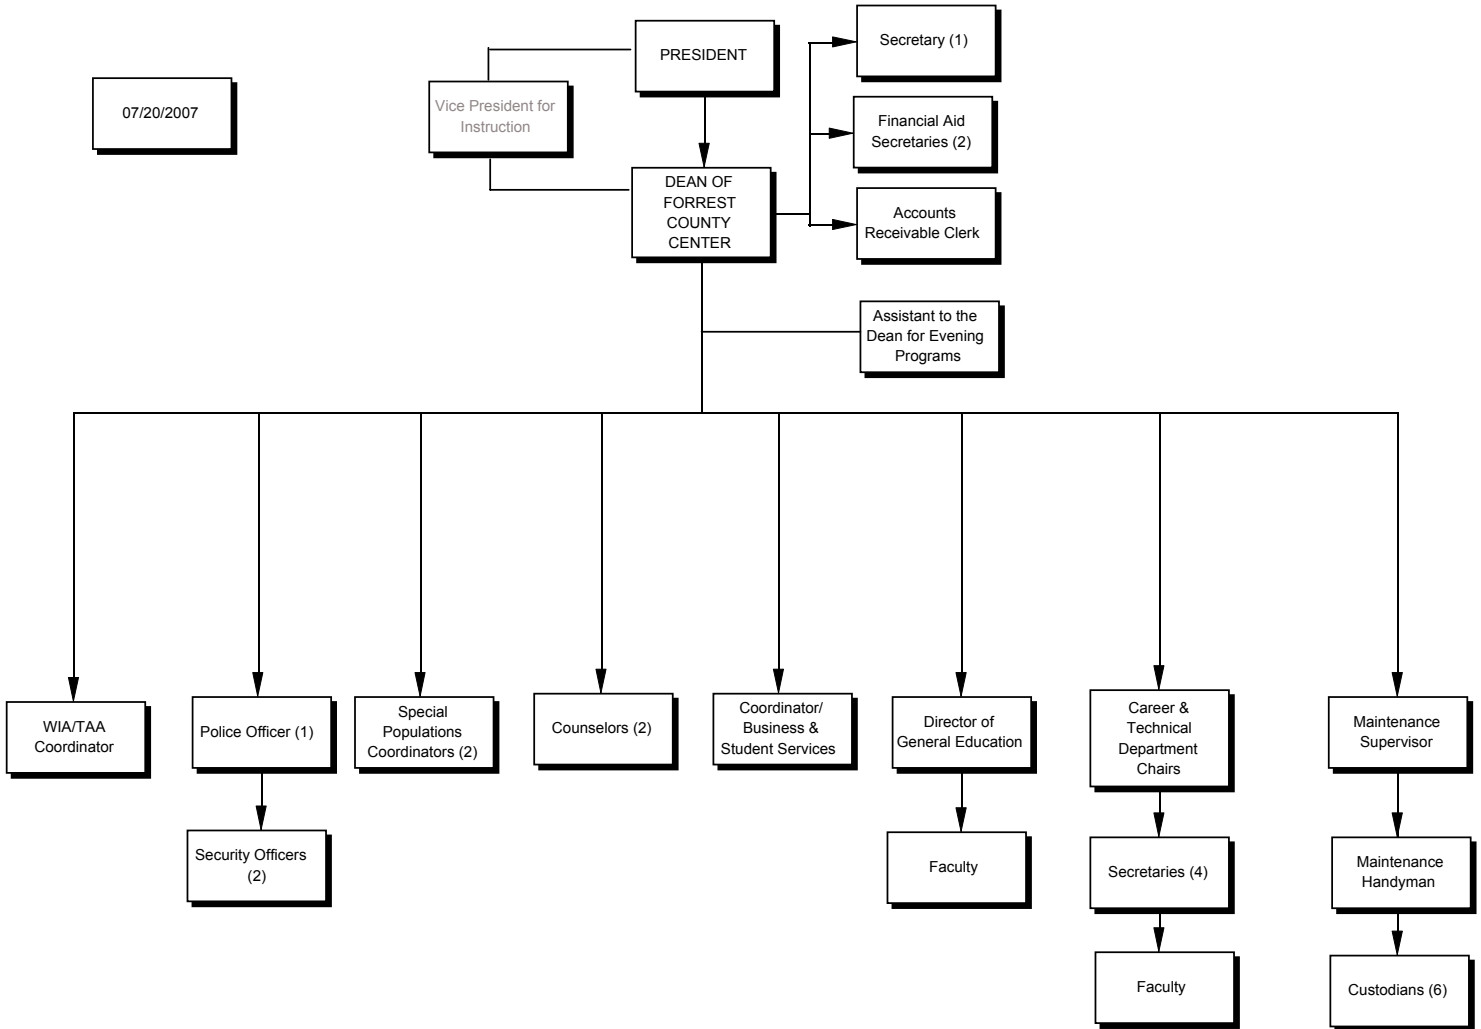 07/20/2007
PRESIDENT
Vice President for
Instruction
DEAN OF
FORREST
COUNTY
CENTER
Secretary (1)
Financial Aid
Secretaries (2)
Accounts
Receivable Clerk
Assistant to the
Dean for Evening
Programs
WIA/TAA
Coordinator
Police Officer (1)
Special
Populations
Coordinators (2)
Counselors (2)
Coordinator/
Business &
Student Services
Director of
General Education
Career &
Technical
Department
Chairs
Maintenance
Supervisor
Security Officers
(2)
Faculty
Secretaries (4)
Maintenance
Handyman
Faculty
Custodians (6)